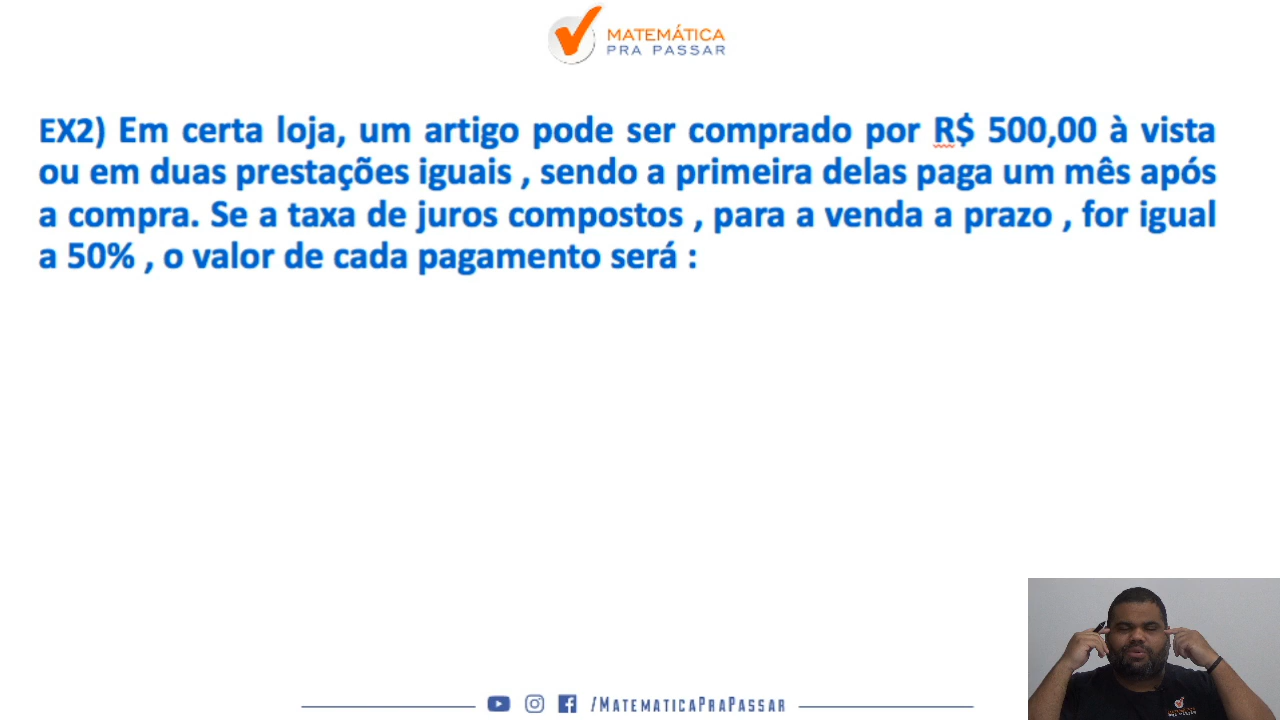 MATEMÁTICA
PRA PASSAR
EX2) Em certa loja, um artigo pode ser comprado por R$ 500,00 à vista
ou em duas prestações iguais , sendo a primeira delas paga um mês após
a compra. Se a taxa de juros compostos , para a venda a prazo , for igual
a 50% , o valor de cada pagamento será :
/MATEMATICAPRAPASSAR